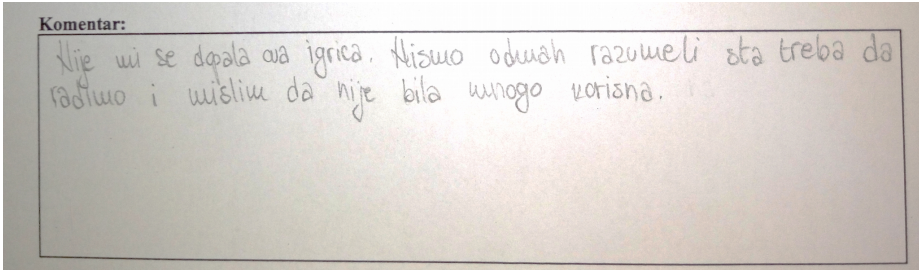 Komentar:
Nije mi se dopala ova igrica. Nismo odmah razumeli sta treba da
radimo i mislim da nije bila mnogo korisna.